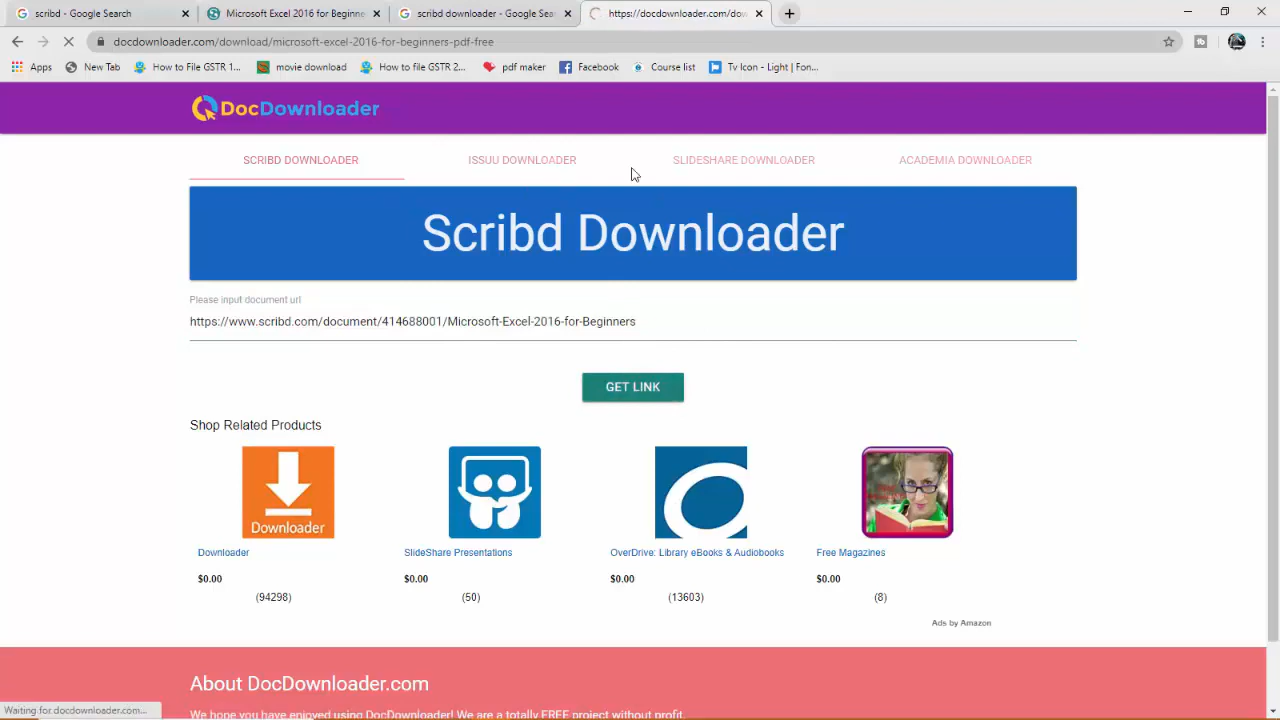 scribd - Google Search
Microsoft Excel 2016 for Beginne
scribd - Google Sea
https://docdownloader.com/dow
docdownloader.com/download/microsoft-excel-2016-for-beginners-pdf-free
Apps
New Tab
How to File GSTR 1...
movie download
How to File GSTR 2...
pdf maker
Facebook
Course list
Tv Icon - Light | Fon...
DocDownloader
SCRIBD DOWNLOADER
ISSUU DOWNLOADER
SLIDESHARE DOWNLOADER
ACADEMIA DOWNLOADER
Scribd Downloader
Please input document url
https://www.scribd.com/document/414688001/Microsoft-Excel-2016-for-Beginners
GET LINK
Shop Related Products
Downloader
Downloader
SlideShare Presentations
OverDrive: Library eBooks & Audiobooks
Free Magazines
$0.00
$0.00
$0.00
$0.00
(94298)
(50)
(13603)
(8)
Ads by Amazon
About DocDownloader.com
We hope you have enjoyed using DocDownloader! We are a totally FREE project without profit.
Waiting for docdownloader.com...